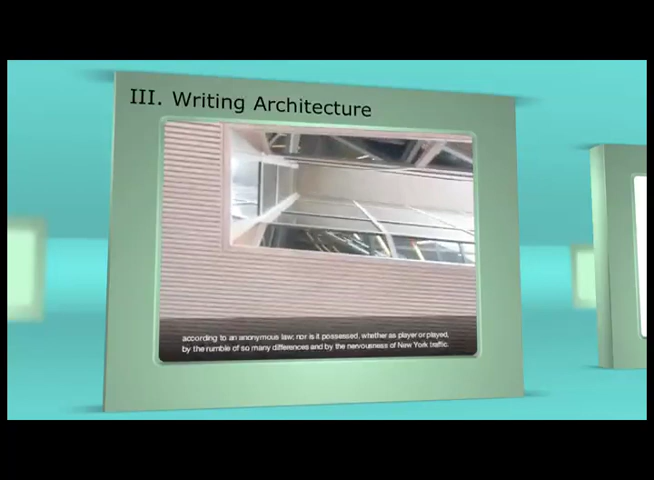 III. Writing Architecture
according to an anonymous law, nor is it possessed, whether as player or played,
by the rumble of so many differences and by the nervousness of New York traffic.